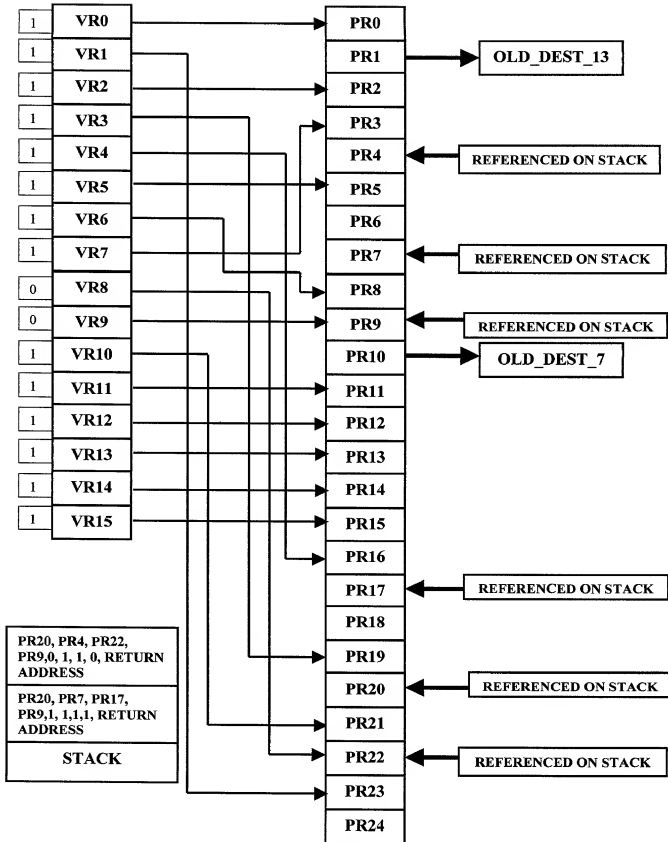 1 VR0
1 VR1
1 VR2
1 VR3
1 VR4
1 VR5
1 VR6
1 VR7
0 VR8
0 VR9
1 VR10
1 VR11
1 VR12
1 VR13
1 VR14
1 VR15
PR0
PR1 OLD_DEST_13
PR2
PR3
PR4 REFERENCED ON STACK
PR5
PR6
PR7 REFERENCED ON STACK
PR8
PR9 REFERENCED ON STACK
PR10 OLD_DEST_7
PR11
PR12
PR13
PR14
PR15
PR16
PR17 REFERENCED ON STACK
PR18
PR19
PR20 REFERENCED ON STACK
PR21
PR22 REFERENCED ON STACK
PR23
PR24
PR20, PR4, PR22,
PR9,0, 1, 1, 0, RETURN
ADDRESS
PR20, PR7, PR17,
PR9,1, 1,1,1, RETURN
ADDRESS
STACK